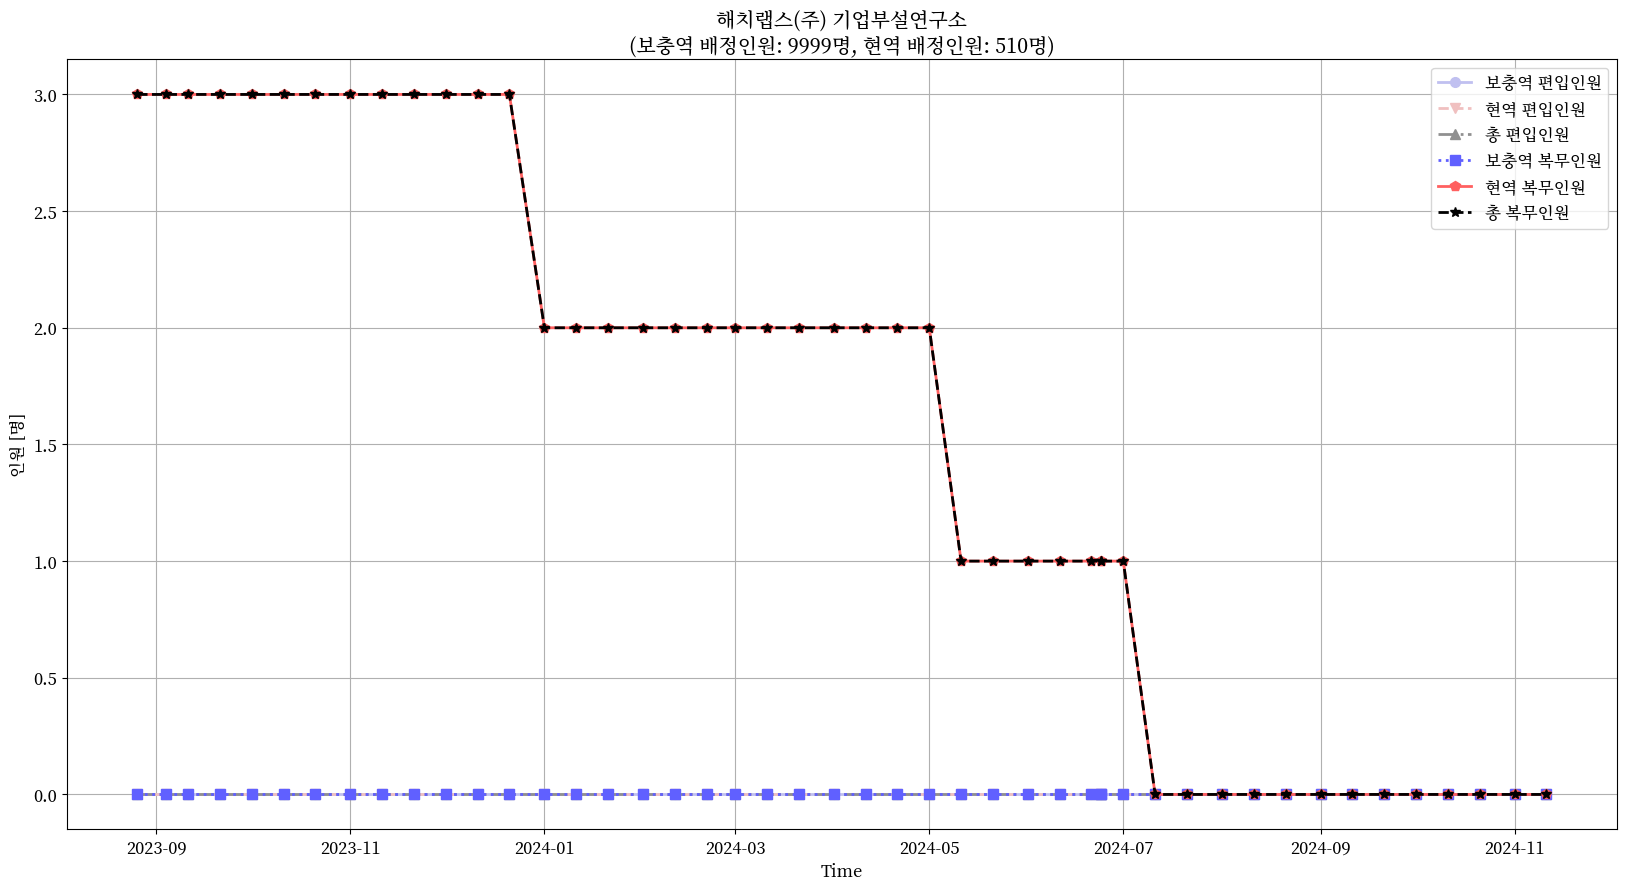 해치랩스(주) 기업부설연구소
(보충역 배정인원: 9999명, 현역 배정인원: 510명)
보충역 편입인원
현역 편입인원
총 편입인원
보충역 복무인원
현역 복무인원
총 복무인원
3.0
2.5
2.0
1.5
1.0
0.5
0.0
인원 [명]
2023-09 2023-11 2024-01 2024-03 2024-05 2024-07 2024-09 2024-11
Time